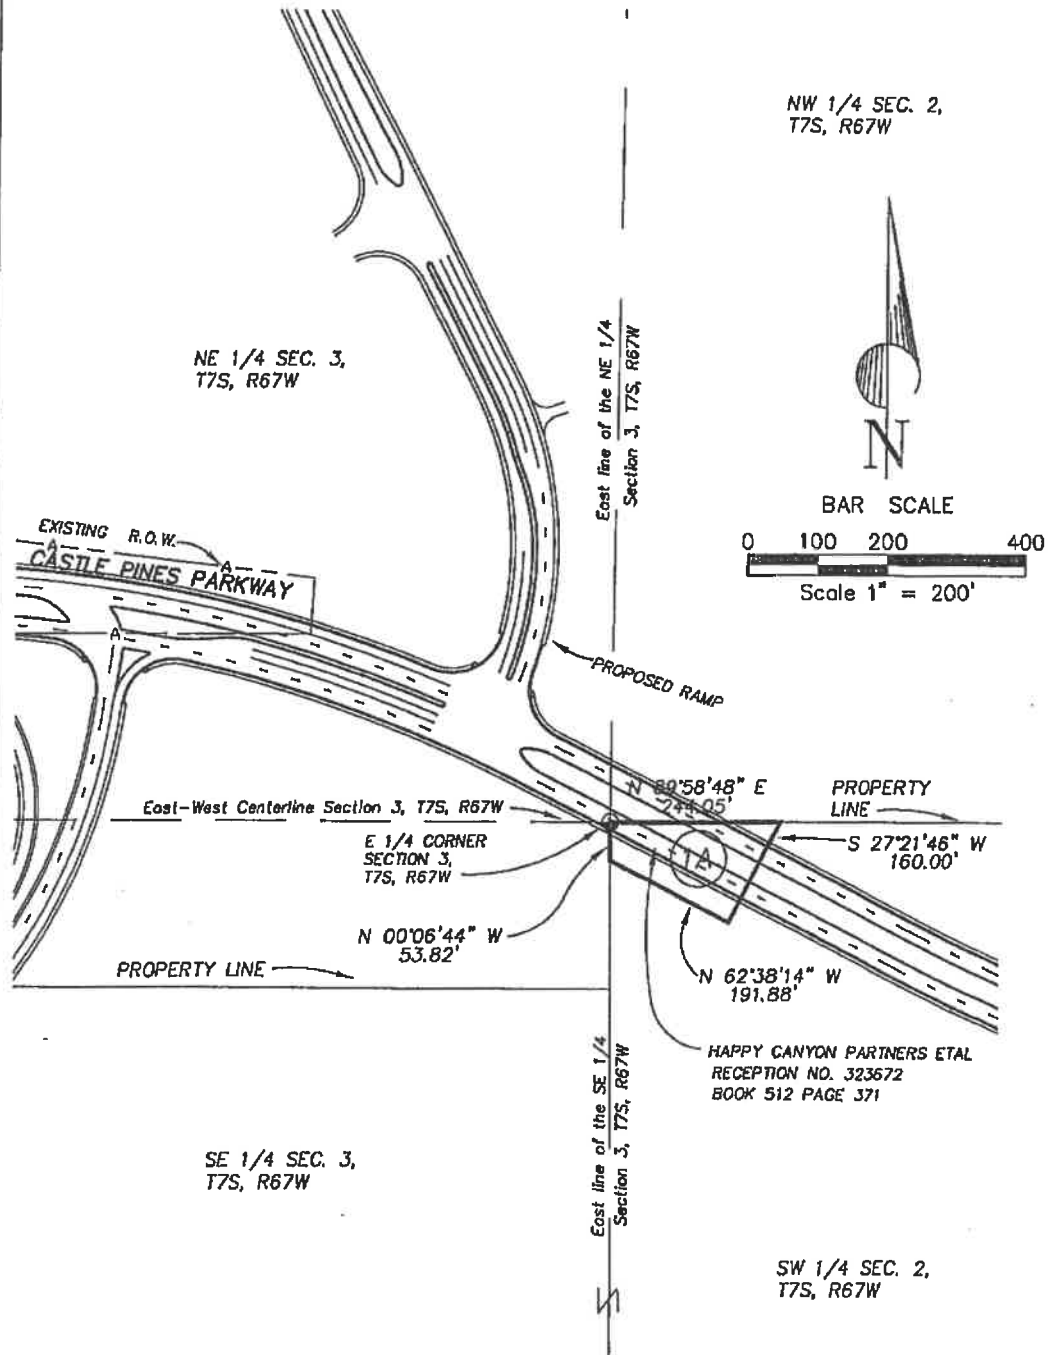 NW 1/4 SEC. 2,
T7S, R67W
NE 1/4 SEC. 3,
T7S, R67W
East line of the NE 1/4
Section 3, T7S, R67W
N
BAR SCALE
0 100 200 400
Scale 1" = 200'
EXISTING R.O.W.
A
A
CASTLE PINES PARKWAY
A
PROPOSED RAMP
N 89°58'48" E
244.05'
PROPERTY
LINE
East-West Centerline Section 3, T7S, R67W
E 1/4 CORNER
SECTION 3,
T7S, R67W
S 27°21'46" W
160.00'
1A
N 00°06'44" W
53.82'
PROPERTY LINE
N 62°38'14" W
191.88'
HAPPY CANYON PARTNERS ETAL
RECEPTION NO. 323672
BOOK 512 PAGE 371
East line of the SE 1/4
Section 3, T7S, R67W
SE 1/4 SEC. 3,
T7S, R67W
SW 1/4 SEC. 2,
T7S, R67W